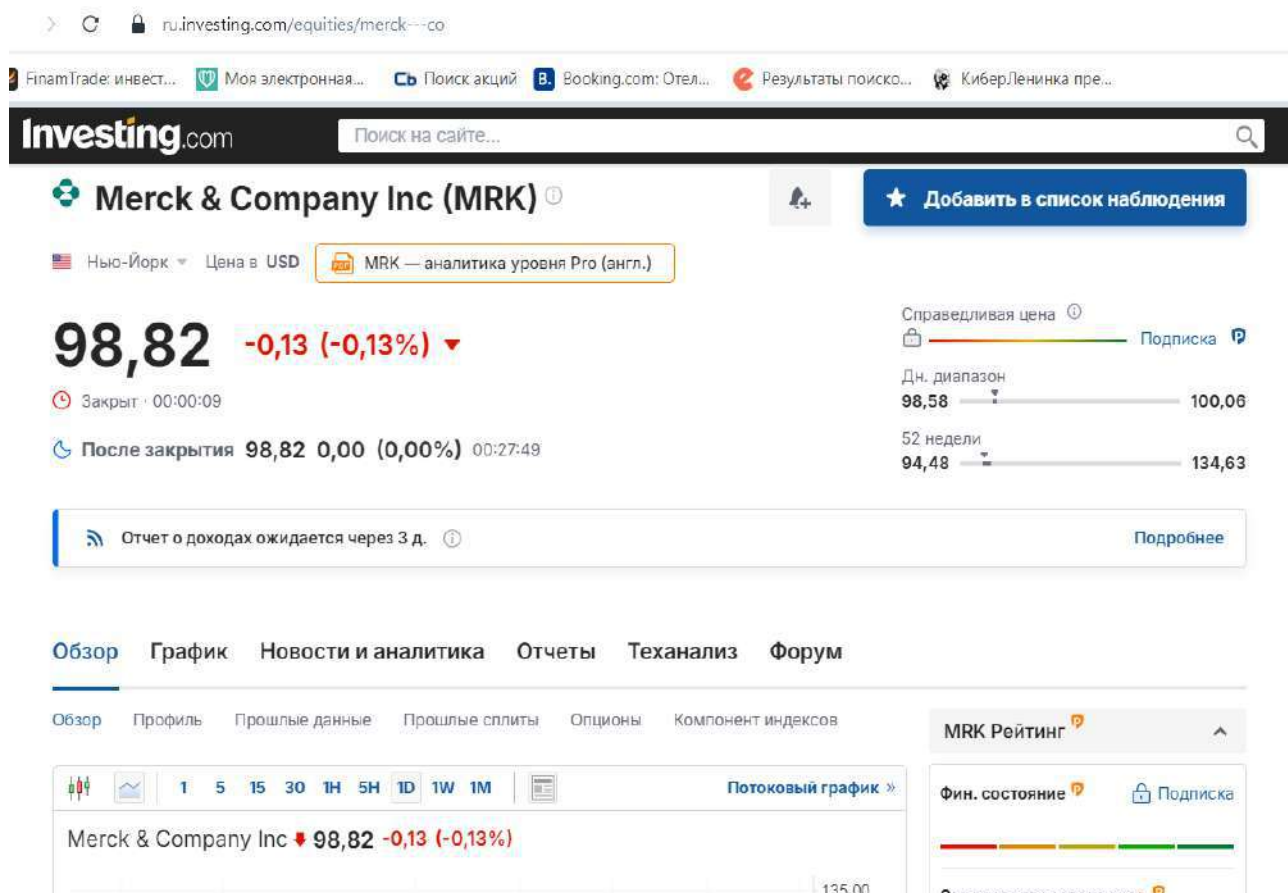 ru.investing.com/equities/merck---co
FinamTrade: инвест... Моя электронная... Сb Поиск акций B. Booking.com: Отел... Результаты поиско... КиберЛенинка пре...
Investing.com Поиск на сайте...
Merck & Company Inc (MRK)
Добавить в список наблюдения
Нью-Йорк Цена в USD MRK — аналитика уровня Pro (англ.)
98,82 -0,13 (-0,13%)
Справедливая цена
Подписка
Дн. диапазон
98,58 100,06
Закрыт · 00:00:09
52 недели
94,48 134,63
После закрытия 98,82 0,00 (0,00%) 00:27:49
Отчет о доходах ожидается через 3 д. Подробнее
Обзор График Новости и аналитика Отчеты Теханализ Форум
Обзор Профиль Прошлые данные Прошлые сплиты Опционы Компонент индексов
MRK Рейтинг
1 5 15 30 1H 5H 1D 1W 1M Потоковый график »
Фин. состояние Подписка
Merck & Company Inc 98,82 -0,13 (-0,13%)
135,00